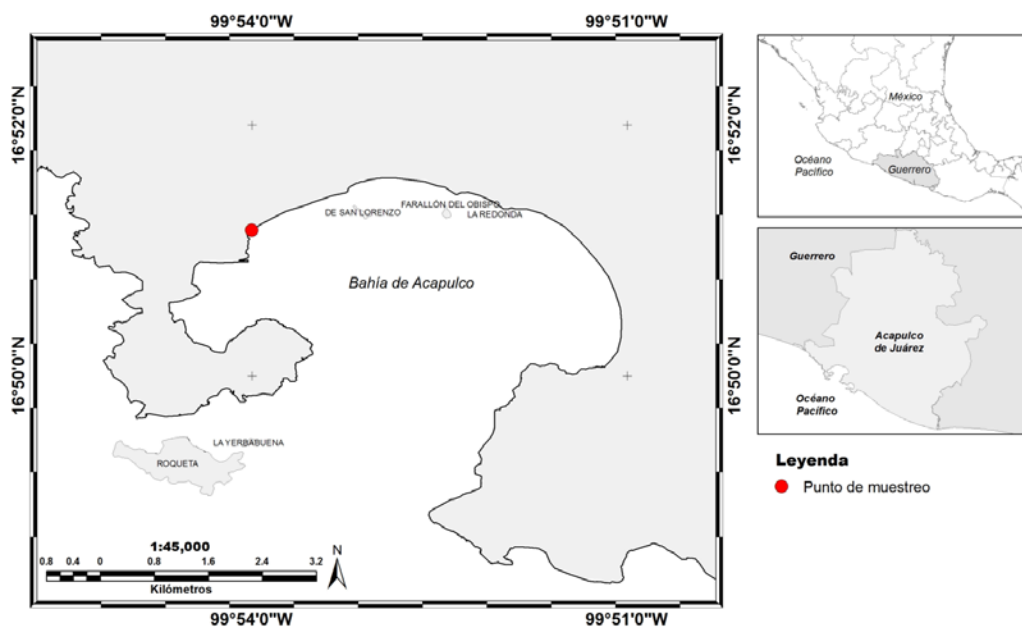 99°54'0"W
99°51'0"W
16°52'0"N
16°52'0"N
DE SAN LORENZO
FARALLÓN DEL OBISPO
LA REDONDA
Bahía de Acapulco
16°50'0"N
16°50'0"N
LA YERBABUENA
ROQUETA
1:45,000
0.8 0.4 0 0.8 1.6 2.4 3.2
Kilómetros
N
99°54'0"W
99°51'0"W
México
Océano
Pacífico
Guerrero
Guerrero
Acapulco
de Juárez
Océano
Pacífico
Leyenda
Punto de muestreo